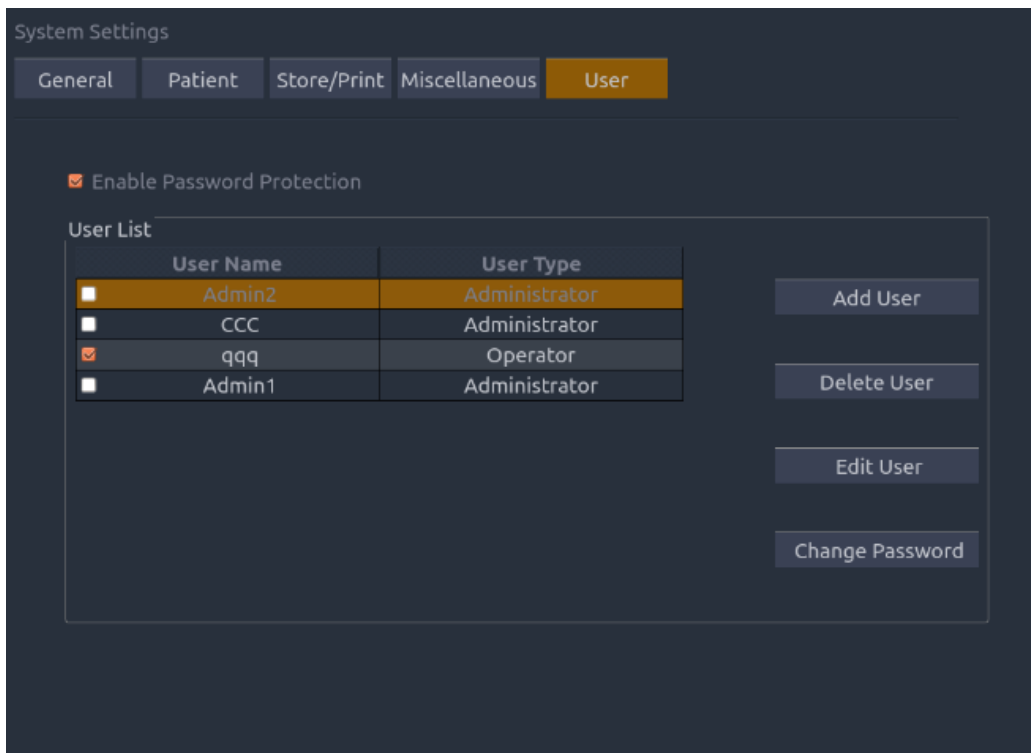 System Settings
General Patient Store/Print Miscellaneous User
Enable Password Protection
User List
User Name User Type
Admin2 Administrator
CCC Administrator
qqq Operator
Admin1 Administrator
Add User
Delete User
Edit User
Change Password